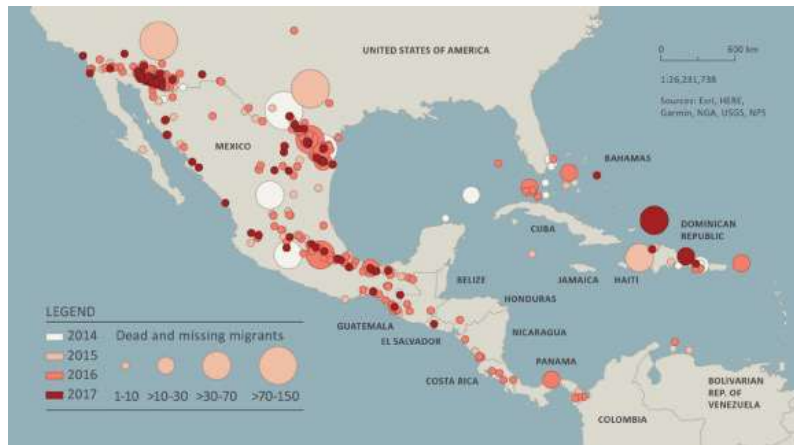 UNITED STATES OF AMERICA
0 600 km
1:26,231,738
Sources: Esri, HERE,
Garmin, NGA, USGS, NPS
MEXICO
BAHAMAS
CUBA
DOMINICAN
REPUBLIC
BELIZE
JAMAICA
HAITI
HONDURAS
GUATEMALA
EL SALVADOR
NICARAGUA
COSTA RICA
PANAMA
BOLIVARIAN
REP. OF
VENEZUELA
COLOMBIA
LEGEND
2014 Dead and missing migrants
2015
2016
2017 1-10 >10-30 >30-70 >70-150